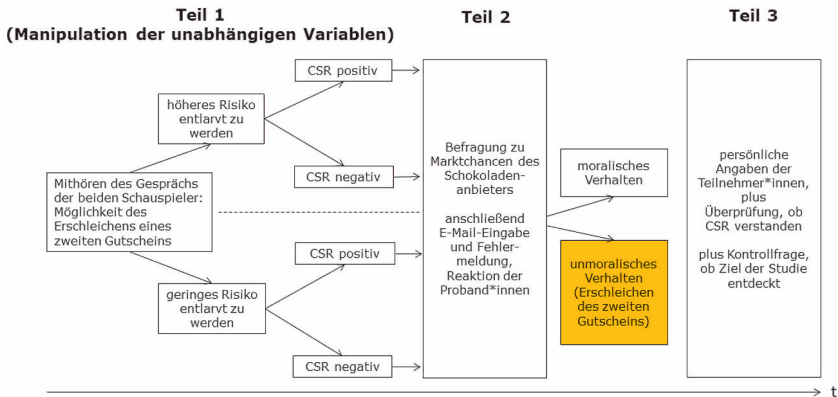 Teil 1
(Manipulation der unabhängigen Variablen)
Teil 2
Teil 3
Mithören des Gesprächs
der beiden Schauspieler:
Möglichkeit des
Erschleichens eines
zweiten Gutscheins
höheres Risiko
entlarvt zu
werden
geringes Risiko
entlarvt zu
werden
CSR positiv
CSR negativ
CSR positiv
CSR negativ
Befragung zu
Marktchancen des
Schokoladen-
anbieters
anschließend
E-Mail-Eingabe
und Fehler-
meldung,
Reaktion der
Proband*innen
moralisches
Verhalten
unmoralisches
Verhalten
(Erschleichen
des zweiten
Gutscheins)
persönliche
Angaben der
Teilnehmer*innen,
plus
Überprüfung, ob
CSR verstanden
plus Kontrollfrage,
ob Ziel der Studie
entdeckt
t